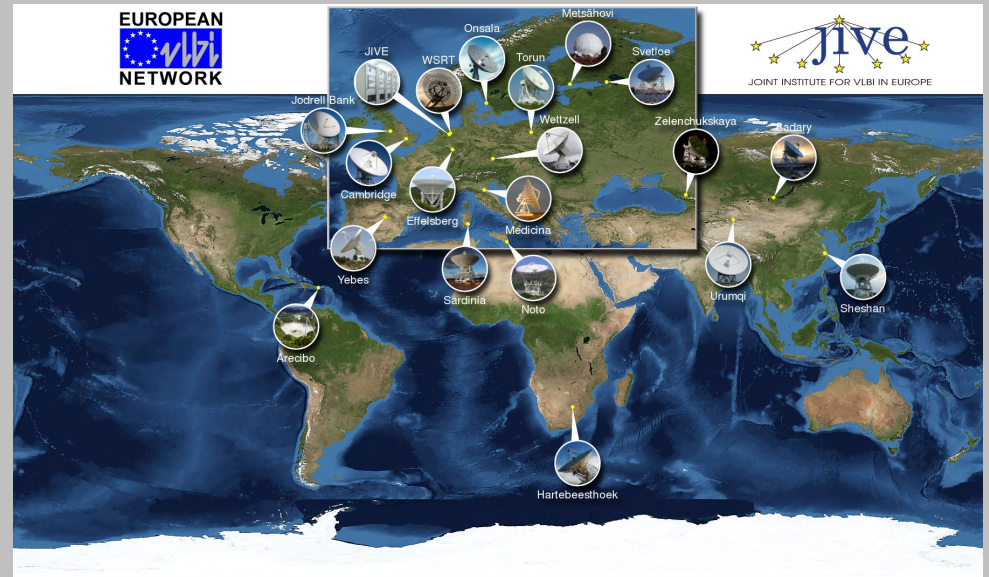 EUROPEAN
vlbi
NETWORK
jive
JOINT INSTITUTE FOR VLBI IN EUROPE
Metsähovi
Onsala
JIVE
WSRT
Torun
Svetloe
Jodrell Bank
Wettzell
Zelenchukskaya
Badary
Cambridge
Effelsberg
Medicina
Yebes
Sardinia
Noto
Urumqi
Sheshan
Arecibo
Hartebeesthoek